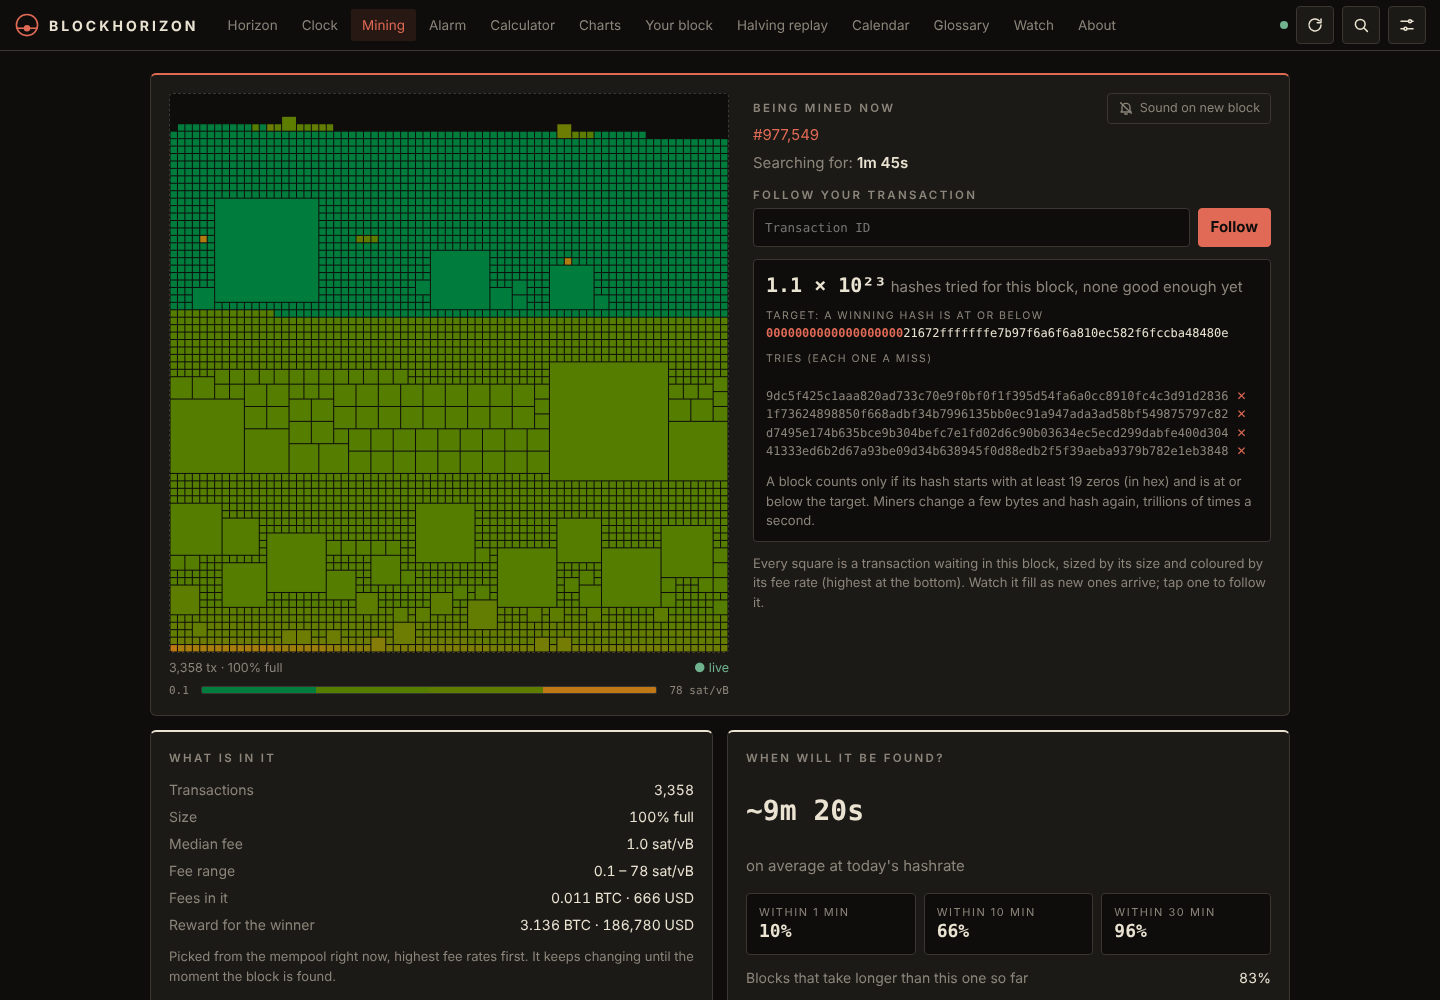 BLOCKHORIZON
Horizon
Clock
Mining
Alarm
Calculator
Charts
Your block
Halving replay
Calendar
Glossary
Watch
About
BEING MINED NOW
Sound on new block
#977,549
Searching for: 1m 45s
FOLLOW YOUR TRANSACTION
Transaction ID
Follow
1.1 × 10²³ hashes tried for this block, none good enough yet
TARGET: A WINNING HASH IS AT OR BELOW
000000000000000000021672fffffffe7b97f6a6f6a810ec582f6fccba48480e
TRIES (EACH ONE A MISS)
9dc5f425c1aaa820ad733c70e9f0bf0f1f395d54fa6a0cc8910fc4c3d91d2836 ×
1f73624898850f668adbf34b7996135bb0ec91a947ada3ad58bf549875797c82 ×
d7495e174b635bce9b304befc7e1fd02d6c90b03634ec5ecd299dabfe400d304 ×
41333ed6b2d67a93be09d34b638945f0d88edb2f5f39aeba9379b782e1eb3848 ×
A block counts only if its hash starts with at least 19 zeros (in hex) and is at or
below the target. Miners change a few bytes and hash again, trillions of times a
second.
Every square is a transaction waiting in this block, sized by its size and coloured by
its fee rate (highest at the bottom). Watch it fill as new ones arrive; tap one to follow
it.
3,358 tx · 100% full
live
0.1
78 sat/vB
WHAT IS IN IT
Transactions 3,358
Size 100% full
Median fee 1.0 sat/vB
Fee range 0.1 – 78 sat/vB
Fees in it 0.011 BTC · 666 USD
Reward for the winner 3.136 BTC · 186,780 USD
Picked from the mempool right now, highest fee rates first. It keeps changing until the
moment the block is found.
WHEN WILL IT BE FOUND?
~9m 20s
on average at today's hashrate
WITHIN 1 MIN
10%
WITHIN 10 MIN
66%
WITHIN 30 MIN
96%
Blocks that take longer than this one so far 83%